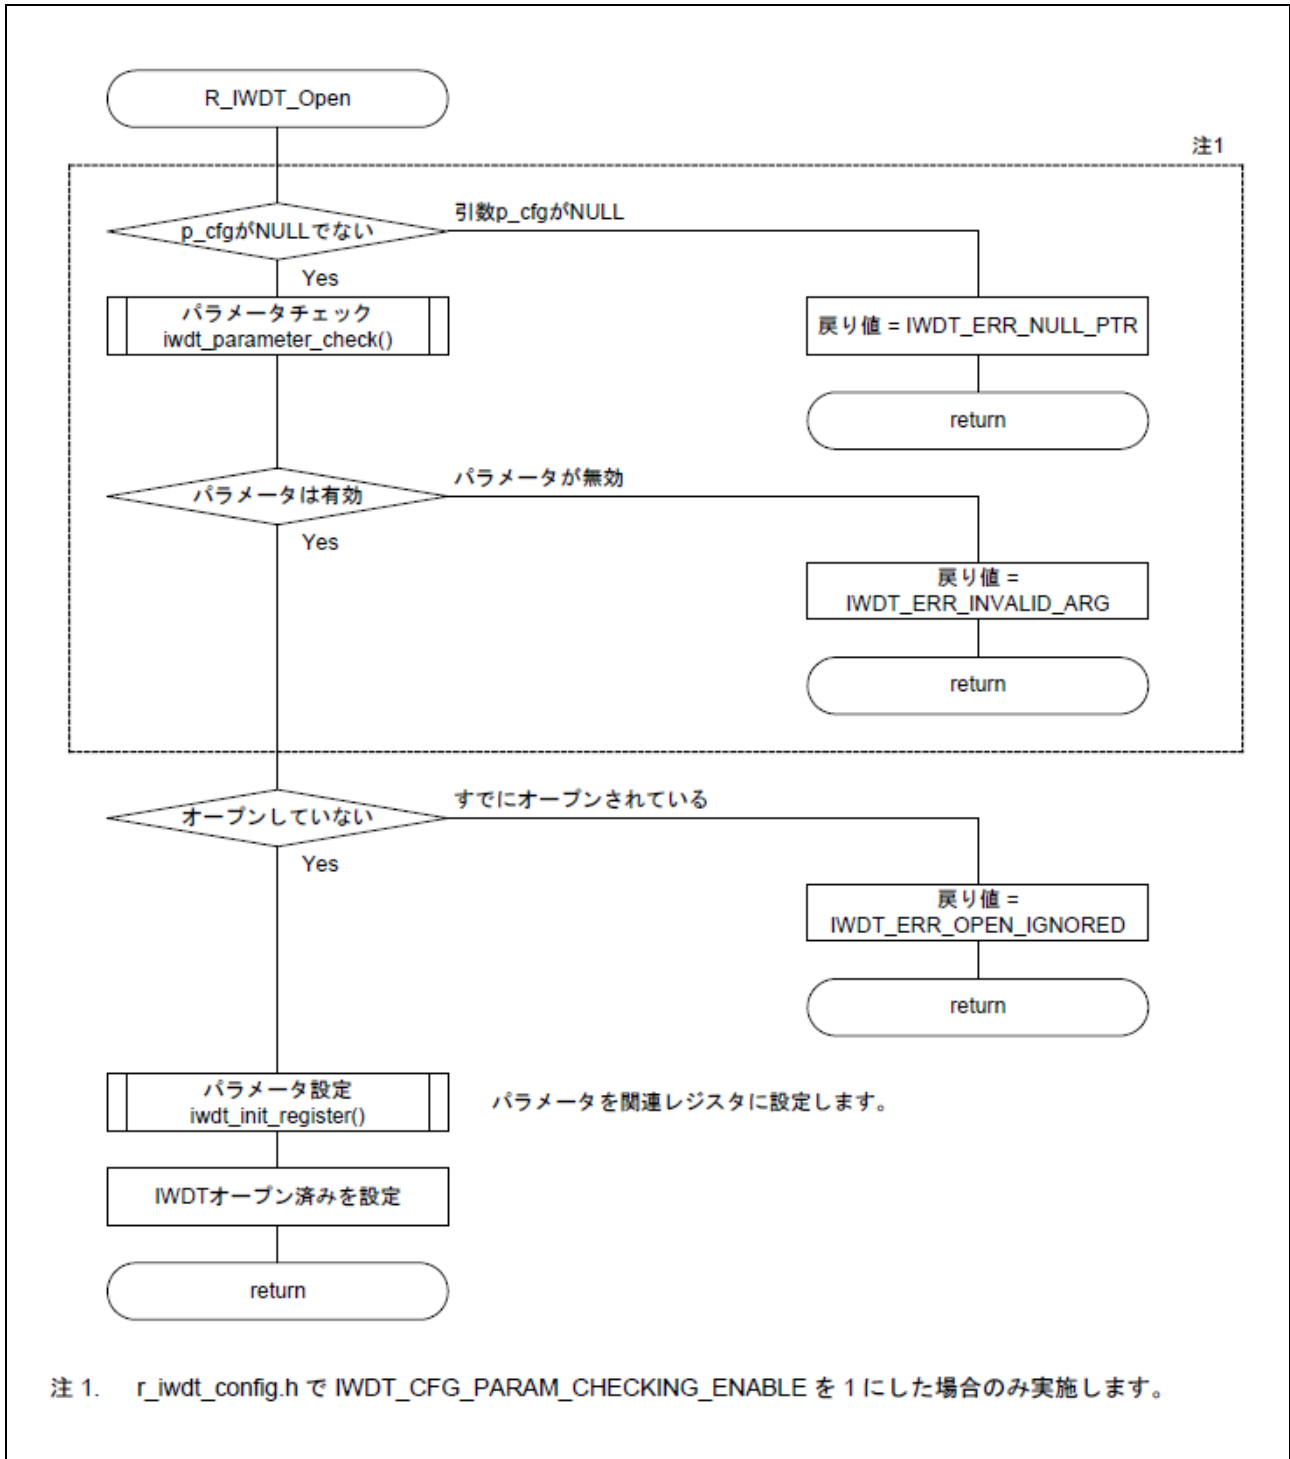 R_IWDT_Open
注1
p_cfgがNULLでない
引数p_cfgがNULL
Yes
パラメータチェック
iwdt_parameter_check()
戻り値 = IWDT_ERR_NULL_PTR
return
パラメータは有効
パラメータが無効
Yes
戻り値 =
IWDT_ERR_INVALID_ARG
return
オープンしていない
すでにオープンされている
Yes
戻り値 =
IWDT_ERR_OPEN_IGNORED
return
パラメータ設定
iwdt_init_register()
パラメータを関連レジスタに設定します。
IWDTオープン済みを設定
return
注 1. r_iwdt_config.h で IWDT_CFG_PARAM_CHECKING_ENABLE を 1 にした場合のみ実施します。